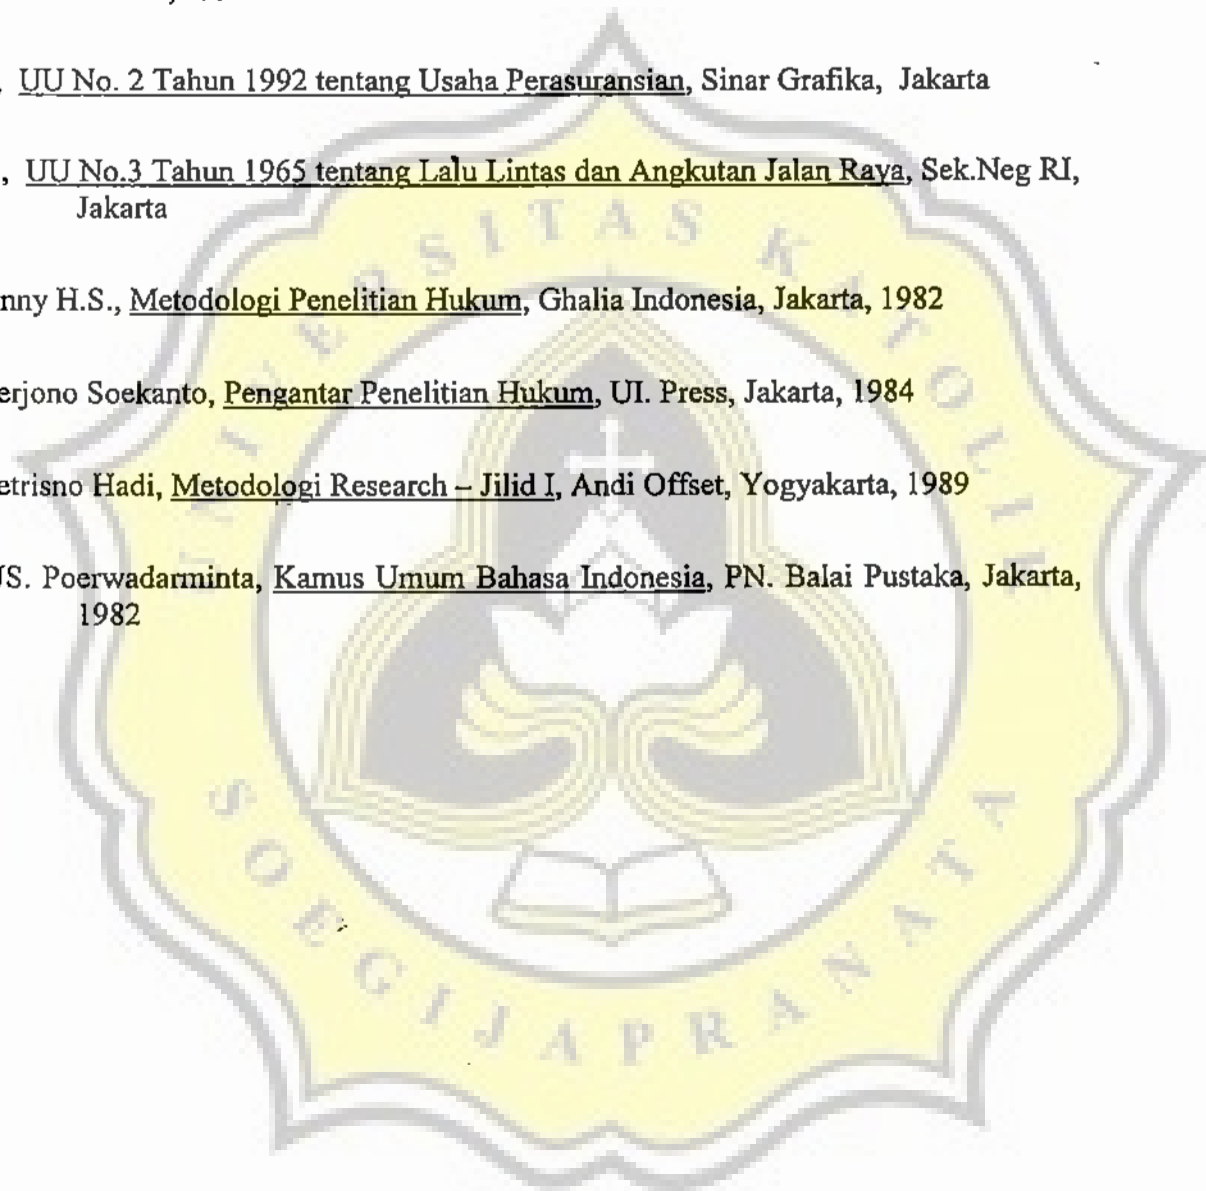 , UU No. 2 Tahun 1992 tentang Usaha Perasuransian, Sinar Grafika, Jakarta
, UU No.3 Tahun 1965 tentang Lalu Lintas dan Angkutan Jalan Raya, Sek.Neg RI,
Jakarta
nny H.S., Metodologi Penelitian Hukum, Ghalia Indonesia, Jakarta, 1982
erjono Soekanto, Pengantar Penelitian Hukum, UI. Press, Jakarta, 1984
etrisno Hadi, Metodologi Research – Jilid I, Andi Offset, Yogyakarta, 1989
JS. Poerwadarminta, Kamus Umum Bahasa Indonesia, PN. Balai Pustaka, Jakarta,
1982
UNIVERSITAS KATOLIK
SOEGIJAPRANATA